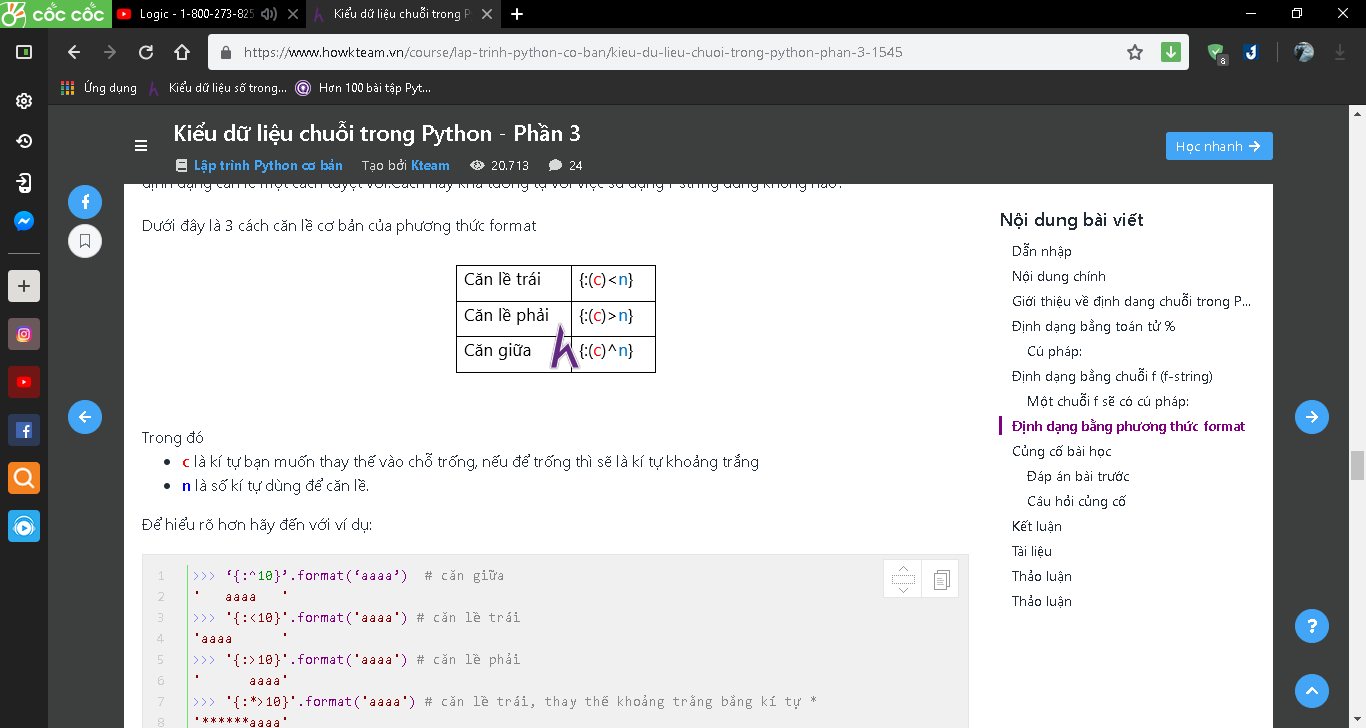 cốc cốc
Logic - 1-800-273-825
Kiểu dữ liệu chuỗi trong P
https://www.howkteam.vn/course/lap-trinh-python-co-ban/kieu-du-lieu-chuoi-trong-python-phan-3-1545
8
Ứng dụng
Kiểu dữ liệu số trong...
Hơn 100 bài tập Pyt...
Kiểu dữ liệu chuỗi trong Python - Phần 3
Lập trình Python cơ bản Tạo bởi Kteam 20.713 24
Học nhanh
Dưới đây là 3 cách căn lề cơ bản của phương thức format
Căn lề trái {:(c)<n}
Căn lề phải {:(c)>n}
Căn giữa {:(c)^n}
Trong đó
c là kí tự bạn muốn thay thế vào chỗ trống, nếu để trống thì sẽ là kí tự khoảng trắng
n là số kí tự dùng để căn lề.
Để hiểu rõ hơn hãy đến với ví dụ:
1 >>> ‘{:^10}’.format(‘aaaa’)  # căn giữa
2 '   aaaa   '
3 >>> '{:<10}'.format('aaaa') # căn lề trái
4 'aaaa      '
5 >>> '{:>10}'.format('aaaa') # căn lề phải
6 '      aaaa'
7 >>> '{:*>10}'.format('aaaa') # căn lề trái, thay thế khoảng trắng bằng kí tự *
8 '******aaaa'
Nội dung bài viết
Dẫn nhập
Nội dung chính
Giới thiệu về định dạng chuỗi trong P...
Định dạng bằng toán tử %
Cú pháp:
Định dạng bằng chuỗi f (f-string)
Một chuỗi f sẽ có cú pháp:
Định dạng bằng phương thức format
Củng cố bài học
Đáp án bài trước
Câu hỏi củng cố
Kết luận
Tài liệu
Thảo luận
Thảo luận
?